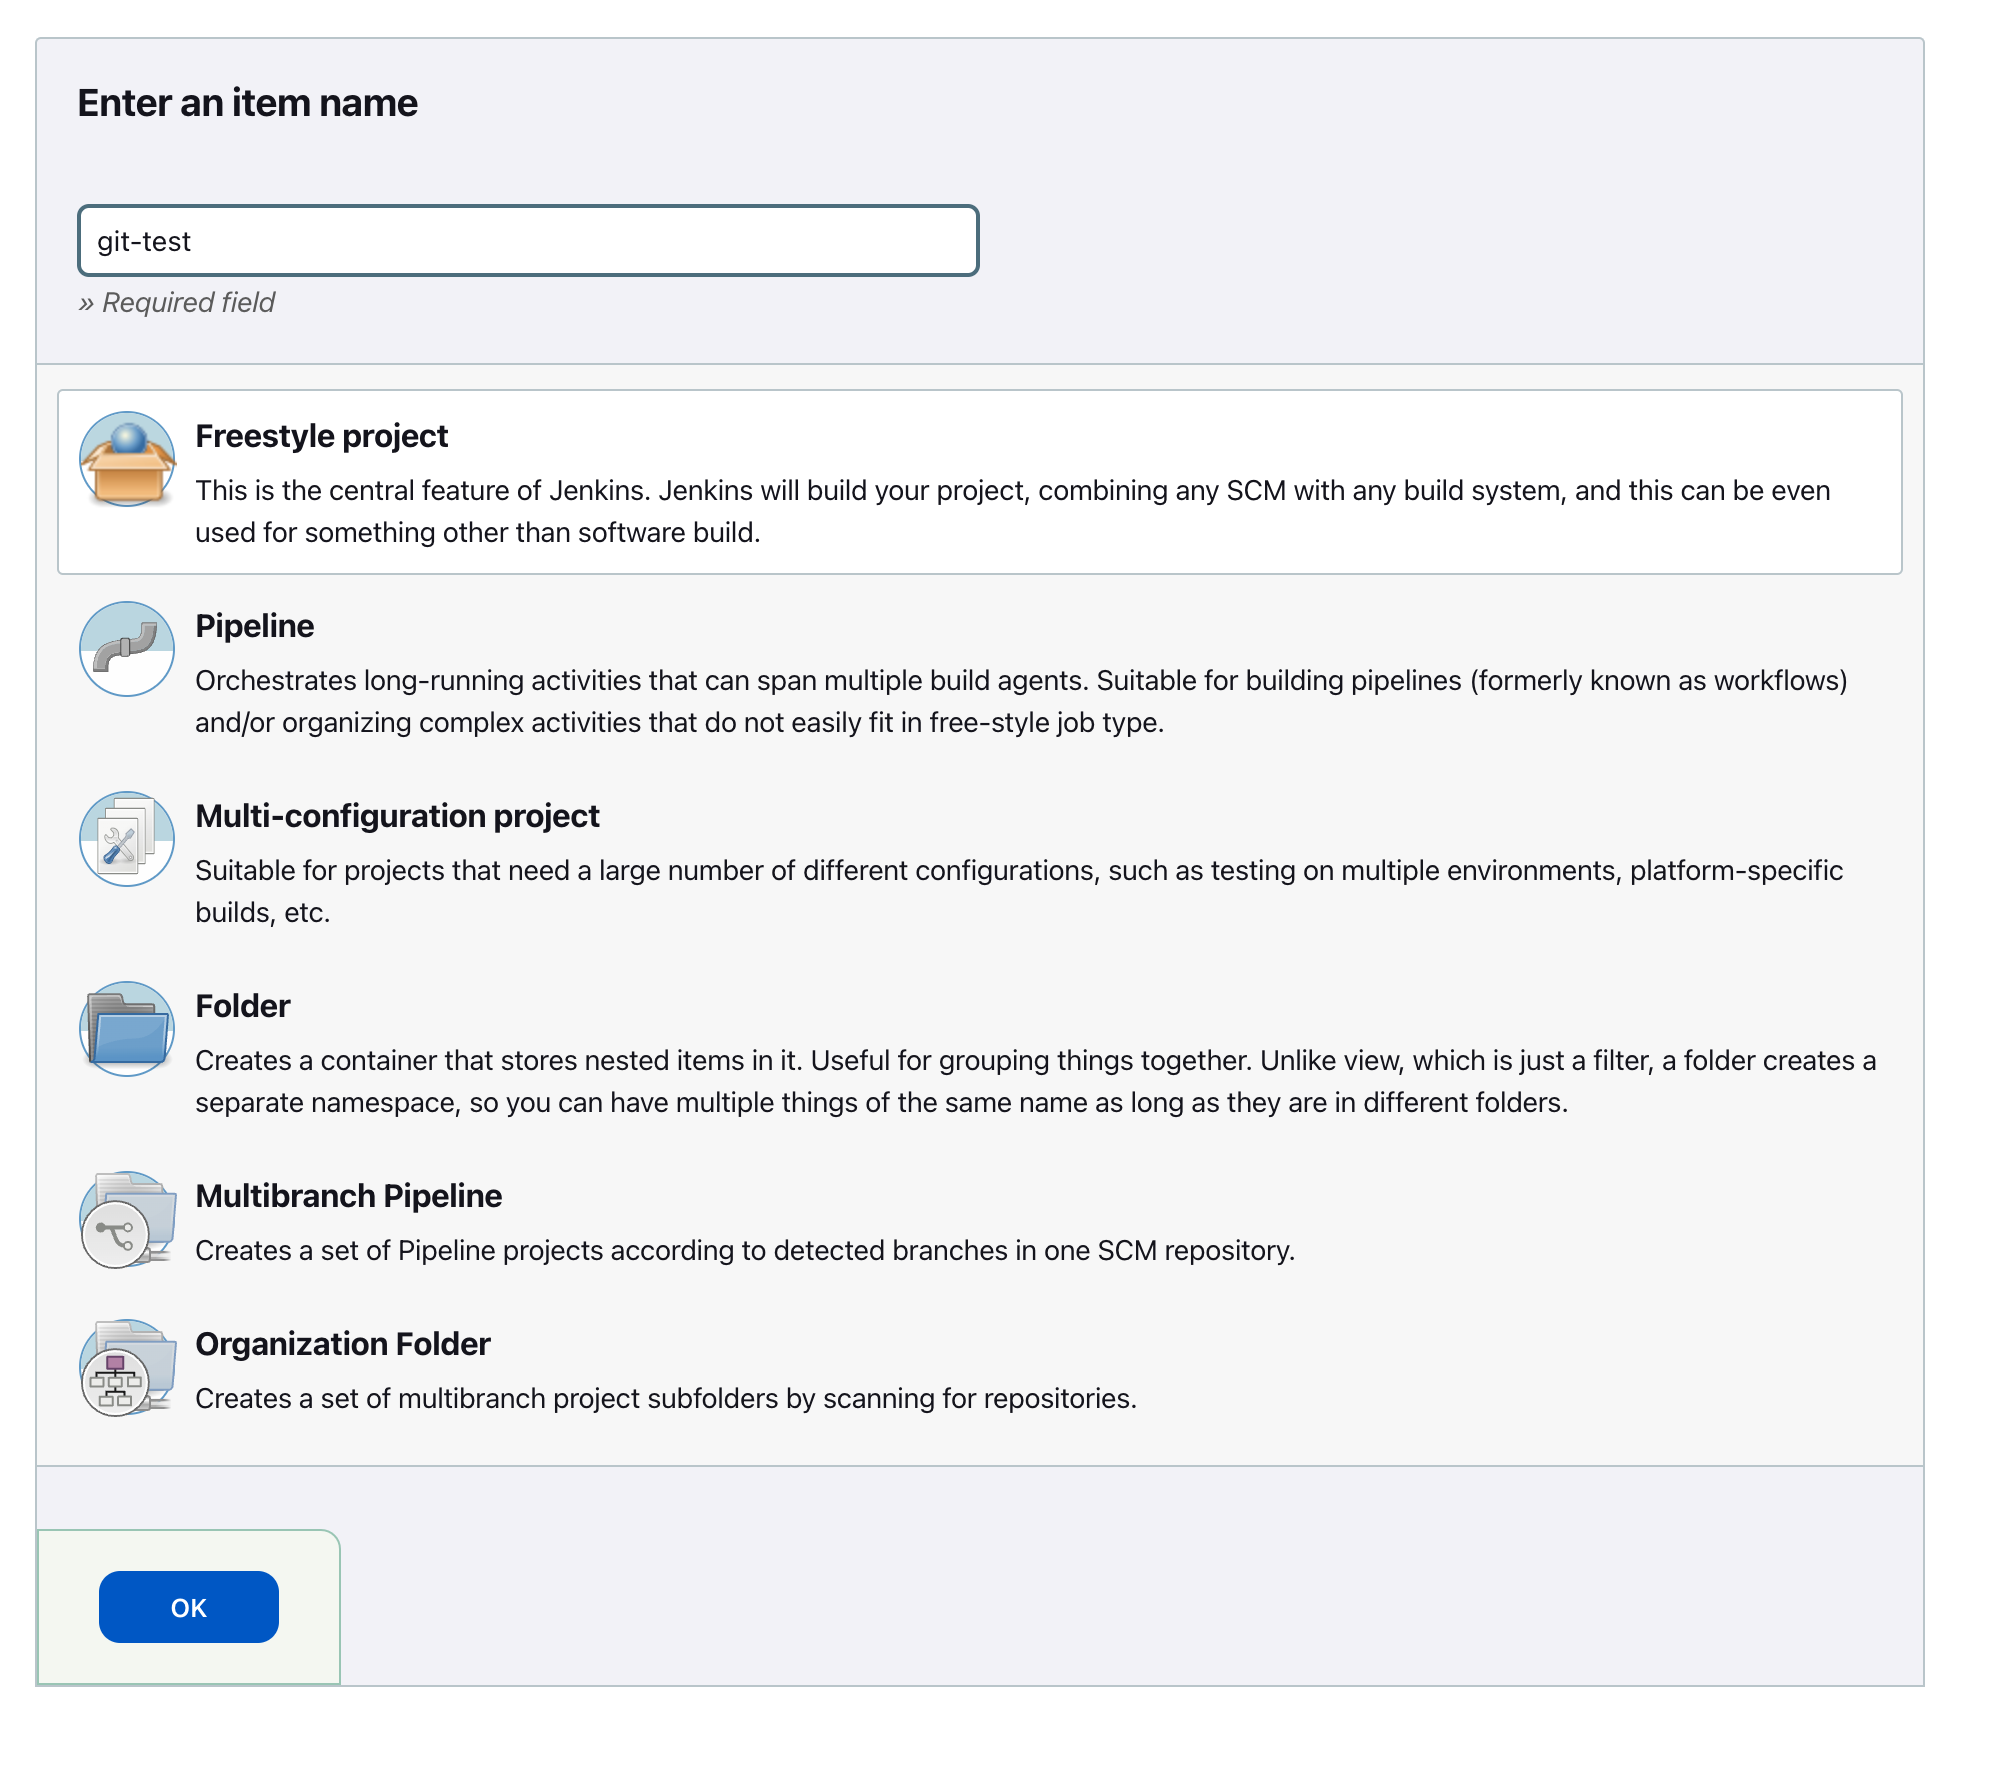 Enter an item name
git-test
» Required field
Freestyle project
This is the central feature of Jenkins. Jenkins will build your project, combining any SCM with any build system, and this can be even
used for something other than software build.
Pipeline
Orchestrates long-running activities that can span multiple build agents. Suitable for building pipelines (formerly known as workflows)
and/or organizing complex activities that do not easily fit in free-style job type.
Multi-configuration project
Suitable for projects that need a large number of different configurations, such as testing on multiple environments, platform-specific
builds, etc.
Folder
Creates a container that stores nested items in it. Useful for grouping things together. Unlike view, which is just a filter, a folder creates a
separate namespace, so you can have multiple things of the same name as long as they are in different folders.
Multibranch Pipeline
Creates a set of Pipeline projects according to detected branches in one SCM repository.
Organization Folder
Creates a set of multibranch project subfolders by scanning for repositories.
OK